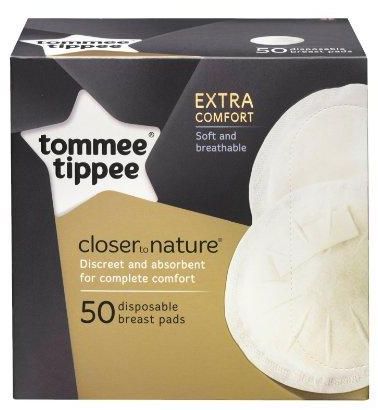 tommee
tippee
50 disposable
breast pads
EXTRA
COMFORT
Soft and
breathable
tommee®
tippee
closer to nature®
Discreet and absorbent
for complete comfort
50 disposable
breast pads